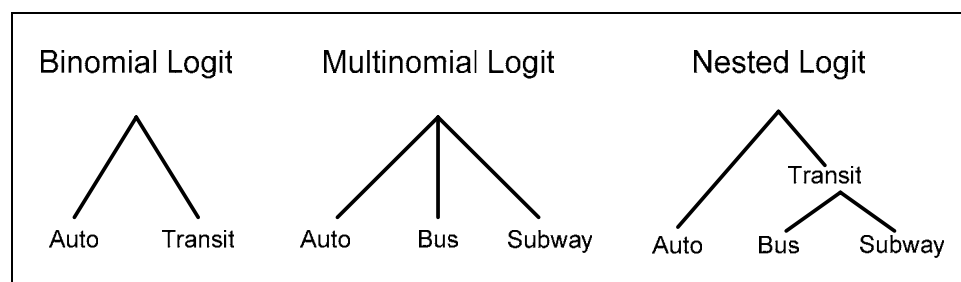 Binomial Logit
Auto Transit
Multinomial Logit
Auto Bus Subway
Nested Logit
Transit
Auto Bus Subway